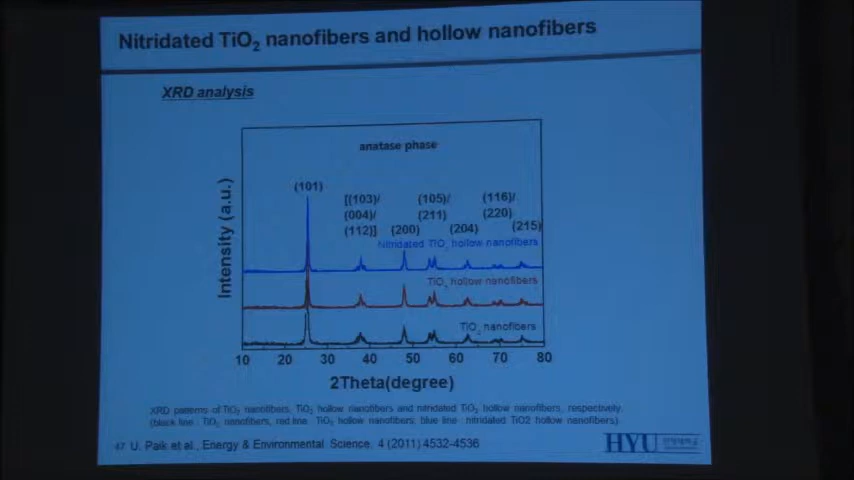 Nitridated TiO2 nanofibers and hollow nanofibers
XRD analysis
anatase phase
(101)
[(103)/
(004)/
(112)]
(200)
(105)/
(211)
(204)
(116)/
(220)
(215)
Nitridated TiO2 hollow nanofibers
TiO2 hollow nanofibers
TiO2 nanofibers
Intensity (a.u.)
10 20 30 40 50 60 70 80
2Theta(degree)
XRD patterns of TiO2 nanofibers, TiO2 hollow nanofibers and nitridated TiO2 hollow nanofibers, respectively.
(black line : TiO2 nanofibers, red line : TiO2 hollow nanofibers, blue line : nitridated TiO2 hollow nanofibers)
47 U. Paik et al., Energy & Environmental Science. 4 (2011) 4532-4536
HYU